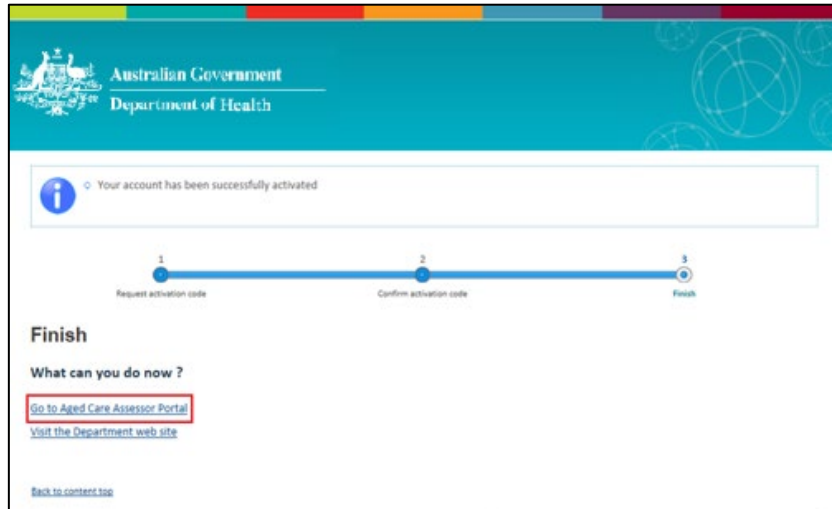 Australian Government
Department of Health
Your account has been successfully activated
1 2 3
Request activation code Confirm activation code Finish
Finish
What can you do now ?
Go to Aged Care Assessor Portal
Visit the Department web site
Back to content top